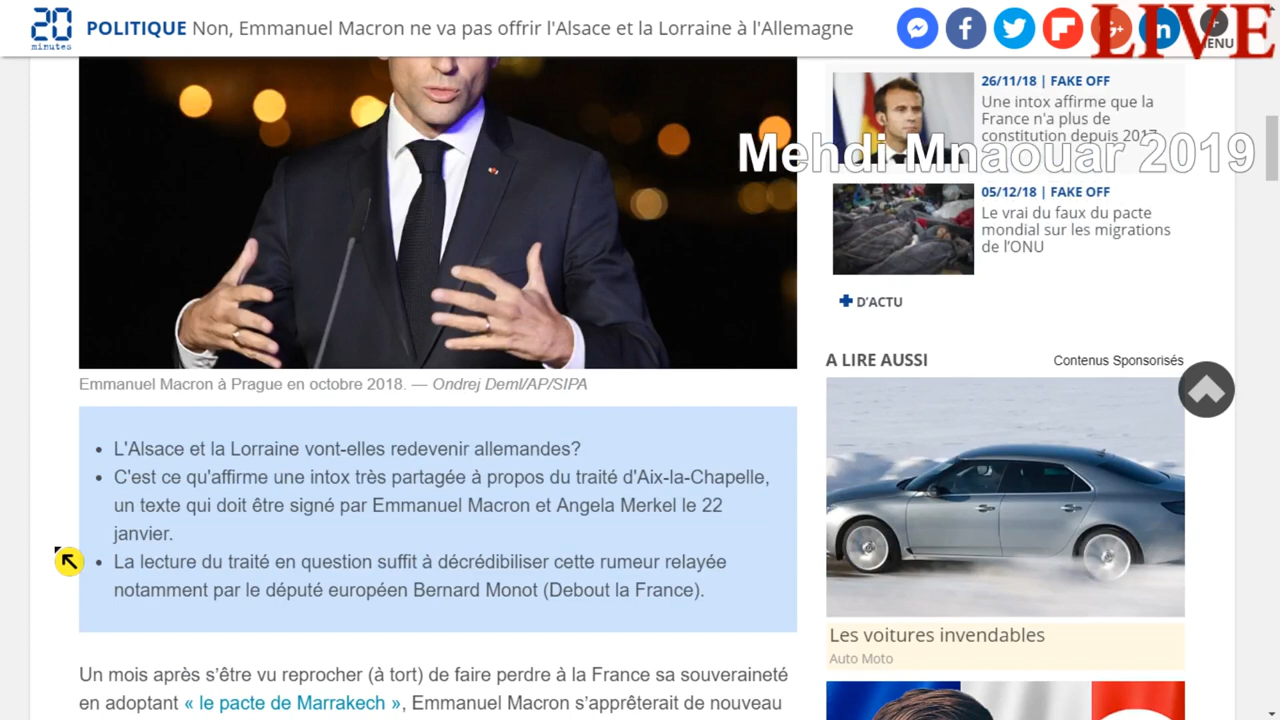 20
minutes
POLITIQUE Non, Emmanuel Macron ne va pas offrir l'Alsace et la Lorraine à l'Allemagne
LIVE
MENU
26/11/18 | FAKE OFF
Une intox affirme que la
France n'a plus de
constitution depuis 2017
Mehdi Mnaouar 2019
05/12/18 | FAKE OFF
Le vrai du faux du pacte
mondial sur les migrations
de l'ONU
D'ACTU
A LIRE AUSSI
Contenus Sponsorisés
Les voitures invendables
Auto Moto
Emmanuel Macron à Prague en octobre 2018. — Ondrej Deml/AP/SIPA
• L'Alsace et la Lorraine vont-elles redevenir allemandes?
• C'est ce qu'affirme une intox très partagée à propos du traité d'Aix-la-Chapelle,
un texte qui doit être signé par Emmanuel Macron et Angela Merkel le 22
janvier.
• La lecture du traité en question suffit à décrédibiliser cette rumeur relayée
notamment par le député européen Bernard Monot (Debout la France).
Un mois après s'être vu reprocher (à tort) de faire perdre à la France sa souveraineté
en adoptant « le pacte de Marrakech », Emmanuel Macron s'apprêterait de nouveau